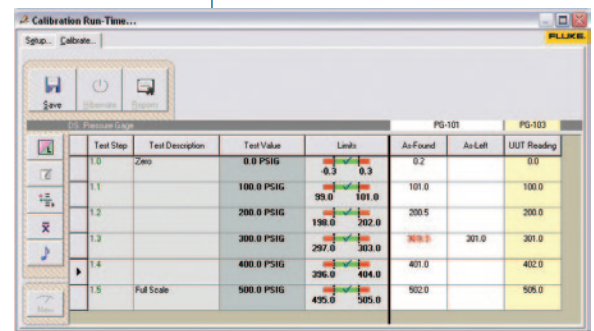 Calibration Run-Time...
Setup... Calibrate...
FLUKE
Save Hibernate Reports
DS: Pressure Gage PG-101 PG-103
Test Step Test Description Test Value Limits As-Found As-Left UUT Reading
1.0 Zero 0.0 PSIG -0.3 0.3 0.2 0.0
1.1 100.0 PSIG 99.0 101.0 101.0 100.0
1.2 200.0 PSIG 198.0 202.0 200.5 200.0
1.3 300.0 PSIG 297.0 303.0 301.0 301.0
1.4 400.0 PSIG 396.0 404.0 401.0 402.0
1.5 Full Scale 500.0 PSIG 495.0 505.0 502.0 505.0
New